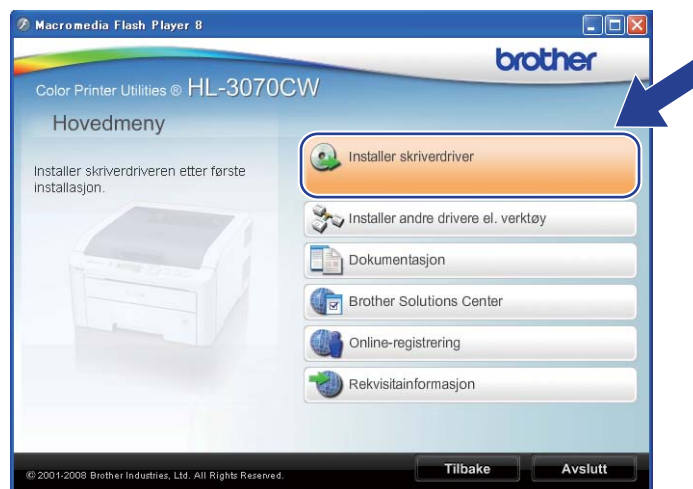 Macromedia Flash Player 8
brother
Color Printer Utilities ® HL-3070CW
Hovedmeny
Installer skriverdriveren etter første
installasjon.
Installer skriverdriver
Installer andre drivere el. verktøy
Dokumentasjon
Brother Solutions Center
Online-registrering
Rekvisitainformasjon
© 2001-2008 Brother Industries, Ltd. All Rights Reserved.
Tilbake
Avslutt